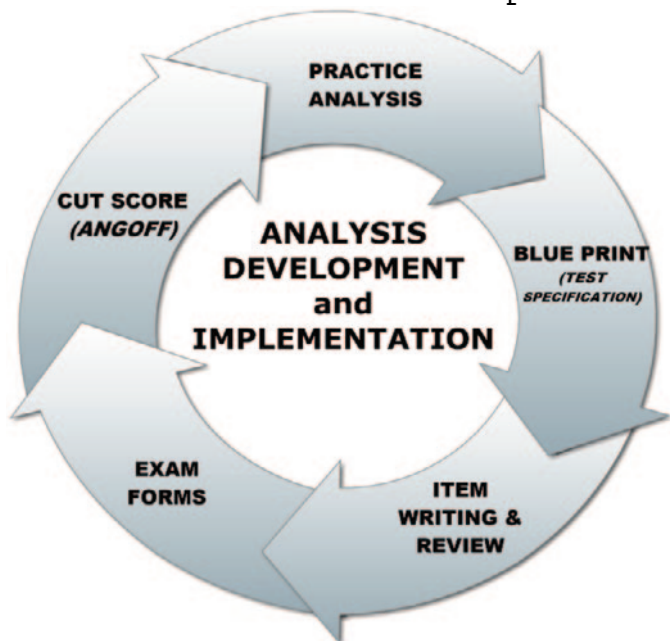 PRACTICE
ANALYSIS
BLUE PRINT
(TEST
SPECIFICATION)
ITEM
WRITING &
REVIEW
EXAM
FORMS
CUT SCORE
(ANGOFF)
ANALYSIS
DEVELOPMENT
and
IMPLEMENTATION